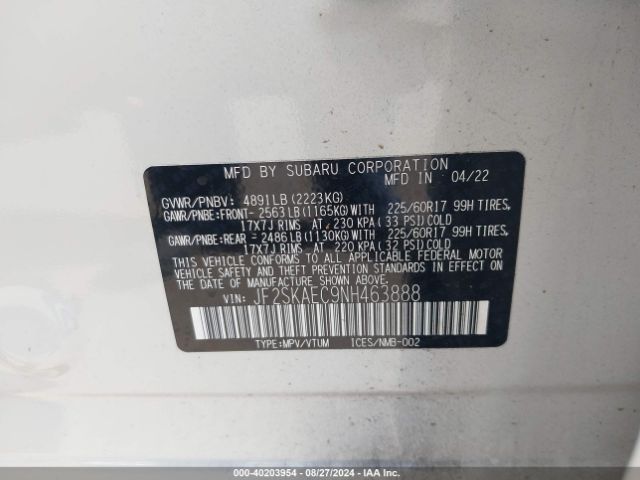 MFD BY SUBARU CORPORATION
MFD IN 04/22
GVWR/PNBV: 4891LB (2223KG)
GAWR/PNBE:FRONT- 2563LB(1165KG)WITH 225/60R17 99H TIRES,
17X7J RIMS AT 230 KPA(33 PSI)COLD
GAWR/PNBE:REAR - 2486LB(1130KG)WITH 225/60R17 99H TIRES,
17X7J RIMS AT 220 KPA(32 PSI)COLD
THIS VEHICLE CONFORMS TO ALL APPLICABLE FEDERAL MOTOR
VEHICLE SAFETY AND THEFT PREVENTION STANDARDS IN EFFECT ON
THE DATE OF MANUFACTURE SHOWN ABOVE.
VIN: JF2SKAEC9NH463888
TYPE:MPV/VTUM ICES/NMB-002
000-40203954 - 08/27/2024 - IAA Inc.